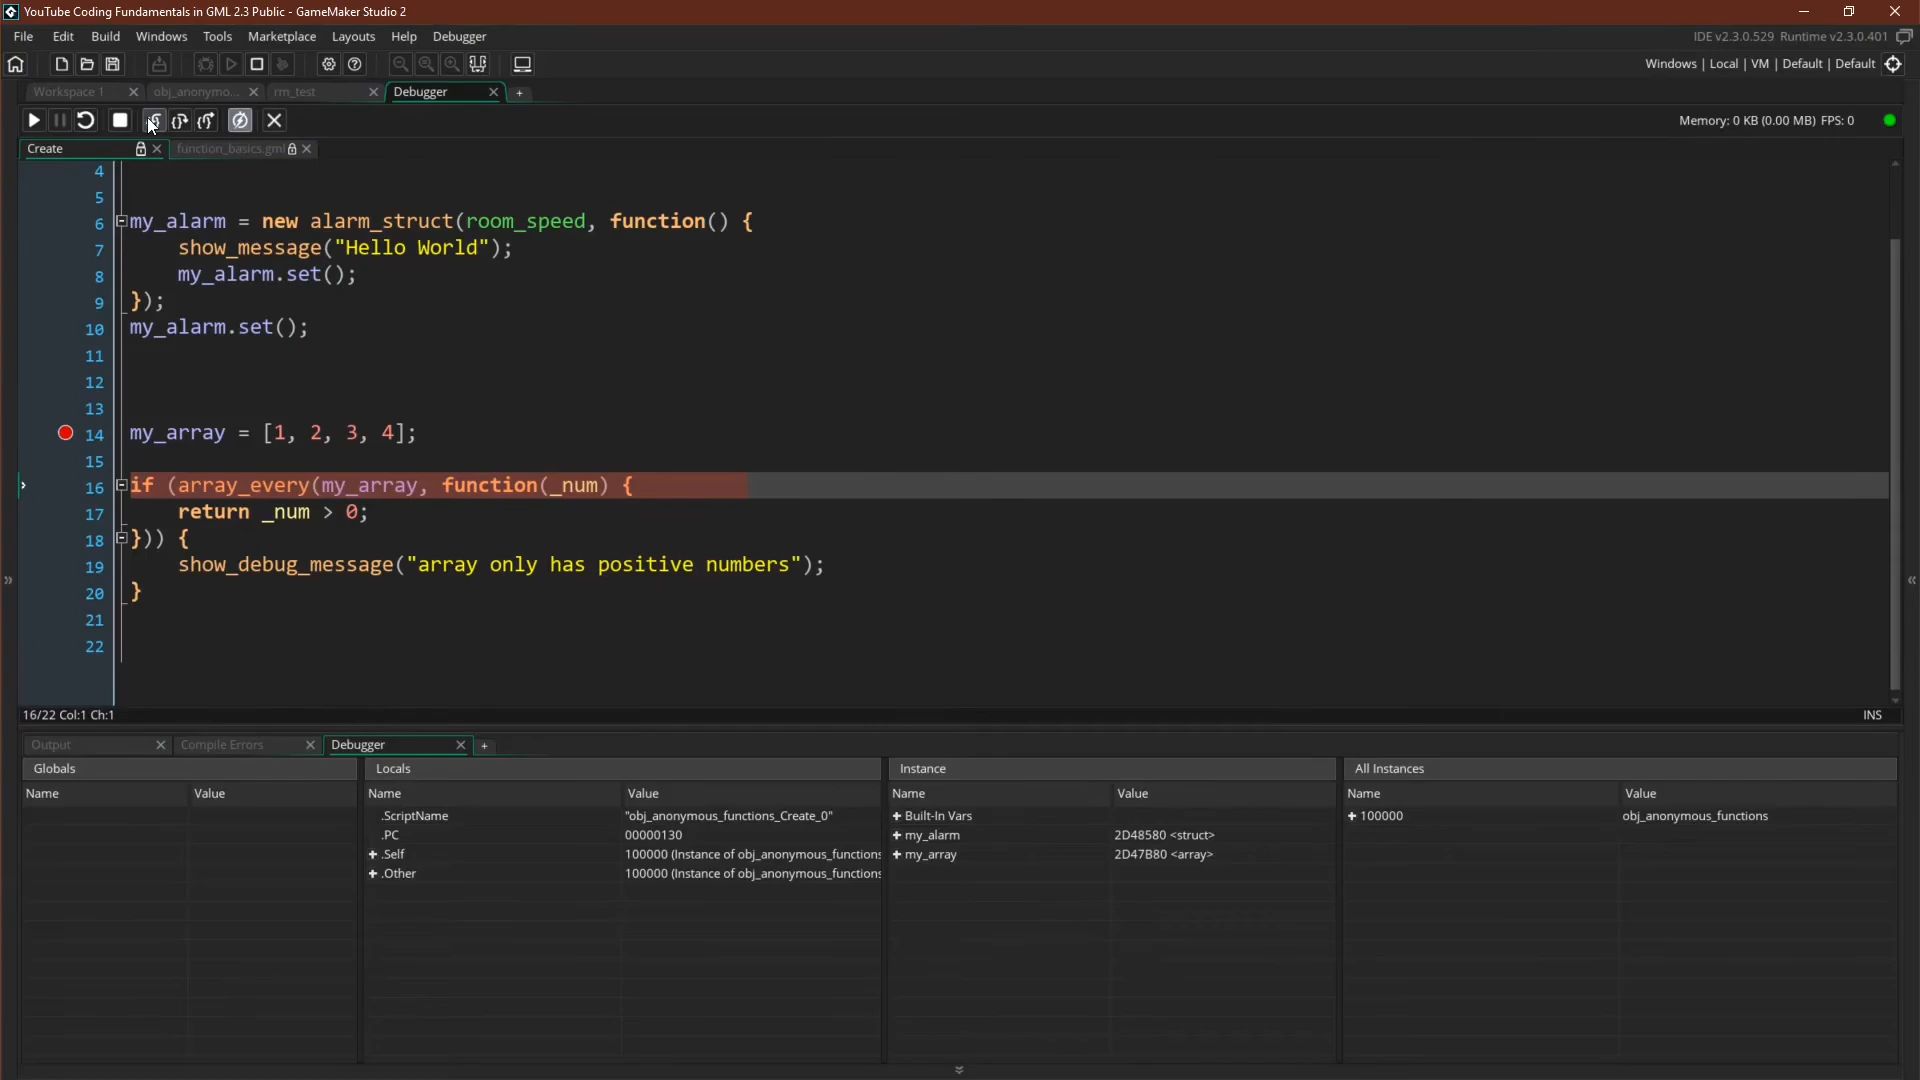 YouTube Coding Fundamentals in GML 2.3 Public - GameMaker Studio 2
File Edit Build Windows Tools Marketplace Layouts Help Debugger
IDE v2.3.0.529 Runtime v2.3.0.401
Windows | Local | VM | Default | Default
Workspace 1 obj_anonymo... rm_test Debugger +
Memory: 0 KB (0.00 MB) FPS: 0
Create function_basics.gml
4
5
6 my_alarm = new alarm_struct(room_speed, function() {
7 show_message("Hello World");
8 my_alarm.set();
9 });
10 my_alarm.set();
11
12
13
14 my_array = [1, 2, 3, 4];
15
16 if (array_every(my_array, function(_num) {
17 return _num > 0;
18 })) {
19 show_debug_message("array only has positive numbers");
20 }
21
22
16/22 Col:1 Ch:1 INS
Output Compile Errors Debugger +
Globals Locals Instance All Instances
Name Value Name Value Name Value Name Value
.ScriptName "obj_anonymous_functions_Create_0" + Built-In Vars + 100000 obj_anonymous_functions
.PC 00000130 + my_alarm 2D48580 <struct>
+ .Self 100000 (Instance of obj_anonymous_functions + my_array 2D47B80 <array>
+ .Other 100000 (Instance of obj_anonymous_functions